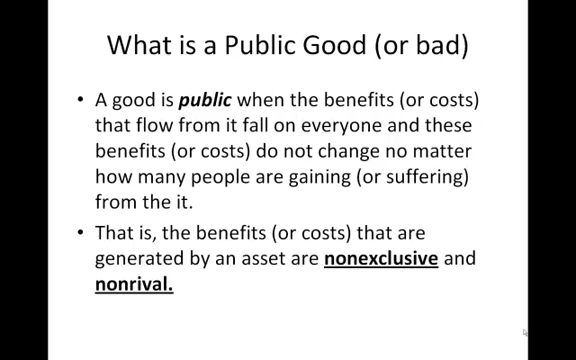 What is a Public Good (or bad)
• A good is public when the benefits (or costs)
that flow from it fall on everyone and these
benefits (or costs) do not change no matter
how many people are gaining (or suffering)
from the it.
• That is, the benefits (or costs) that are
generated by an asset are nonexclusive and
nonrival.